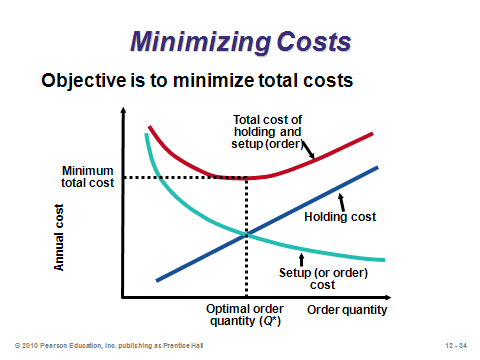 Minimizing Costs
Objective is to minimize total costs
Total cost of
holding and
setup (order)
Minimum
total cost
Annual cost
Holding cost
Setup (or order)
cost
Optimal order
quantity (Q*)
Order quantity
© 2010 Pearson Education, Inc. publishing as Prentice Hall
12 - 34